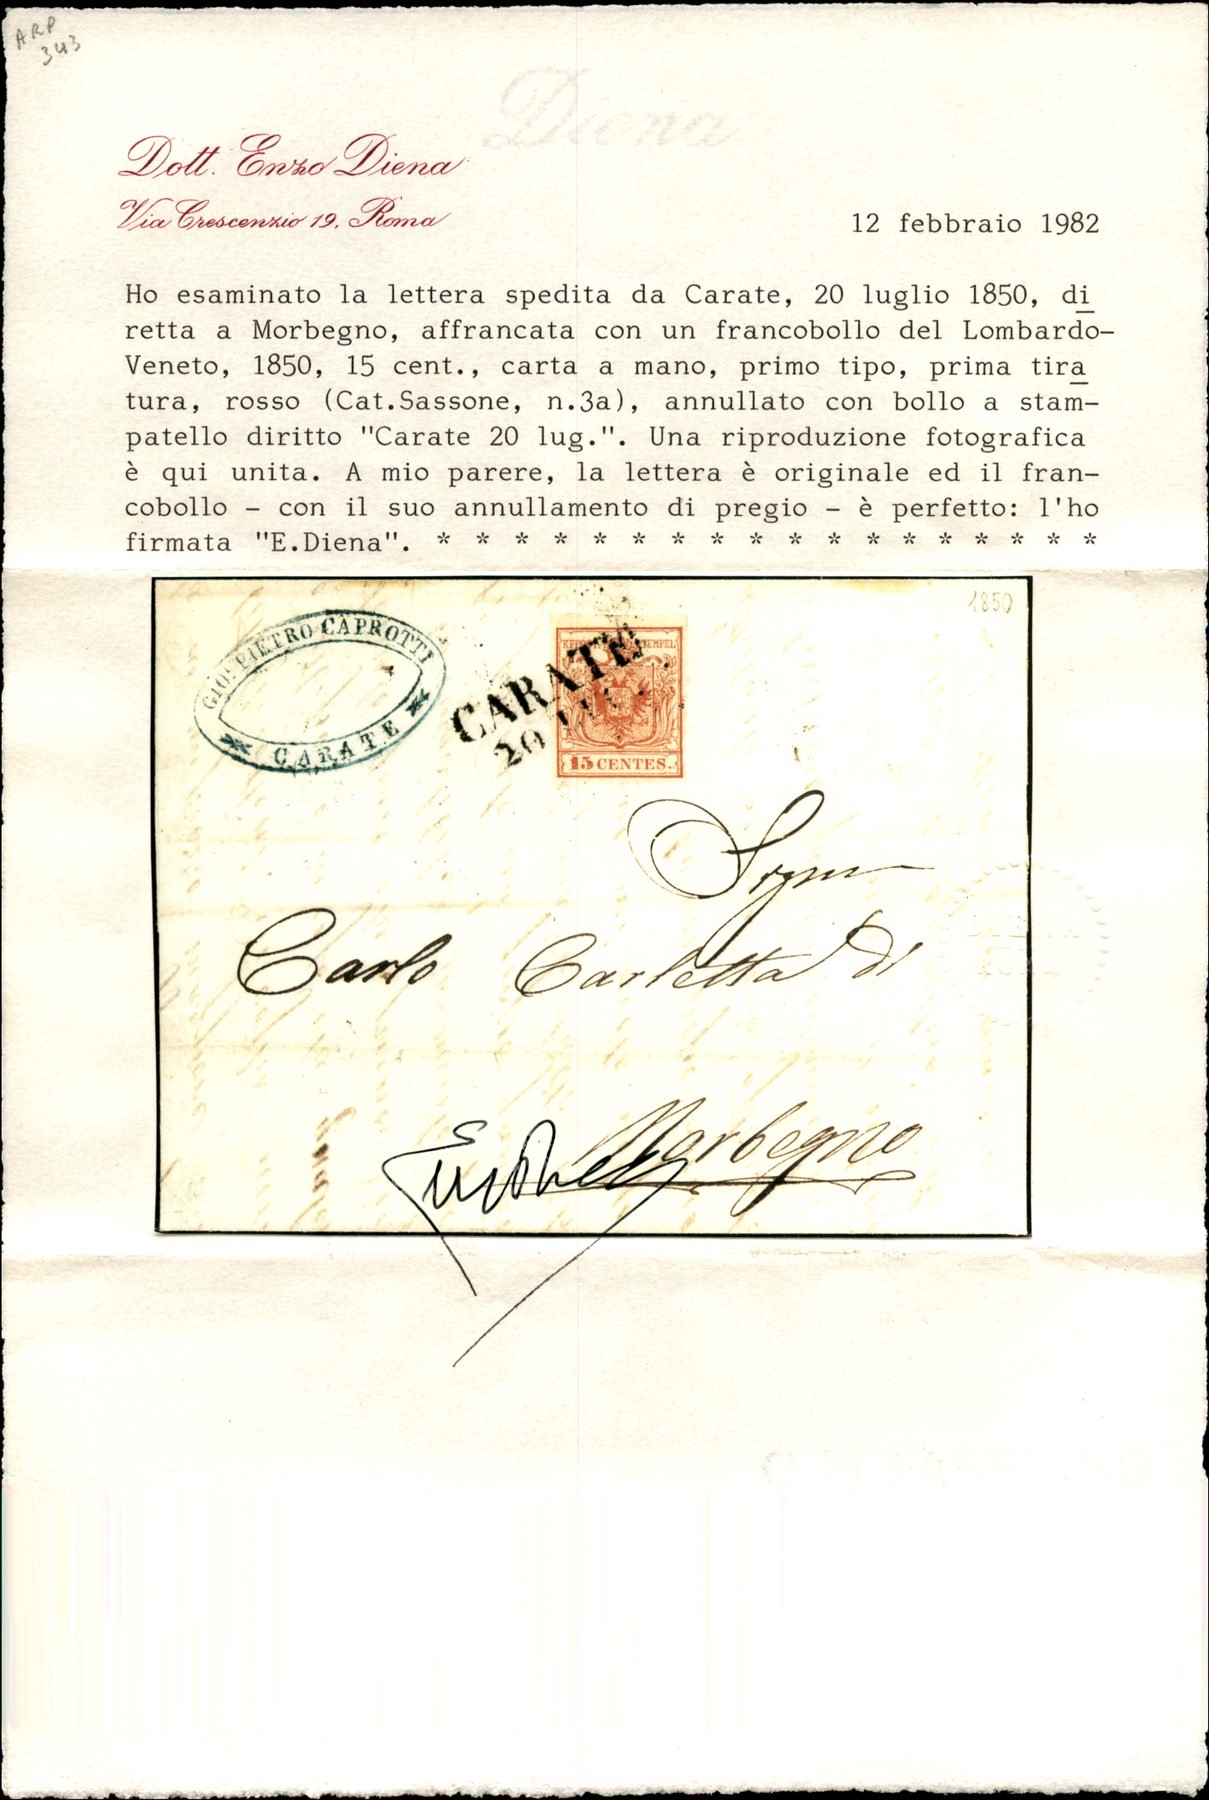 ARP
343
Diena
Dott. Enzo Diena
Via Crescenzio 19, Roma
12 febbraio 1982
Ho esaminato la lettera spedita da Carate, 20 luglio 1850, di
retta a Morbegno, affrancata con un francobollo del Lombardo-
Veneto, 1850, 15 cent., carta a mano, primo tipo, prima tira
tura, rosso (Cat.Sassone, n.3a), annullato con bollo a stam-
patello diritto "Carate 20 lug.". Una riproduzione fotografica
è qui unita. A mio parere, la lettera è originale ed il fran-
cobollo - con il suo annullamento di pregio - è perfetto: l'ho
firmata "E.Diena". * * * * * * * * * * * * * * * * * *
1850
GIO: PIETRO CAPROTTI
CARATE
CARATE
20 LUG.
STEMPEL
15 CENTES.
Carlo Carletta di
Morbegno